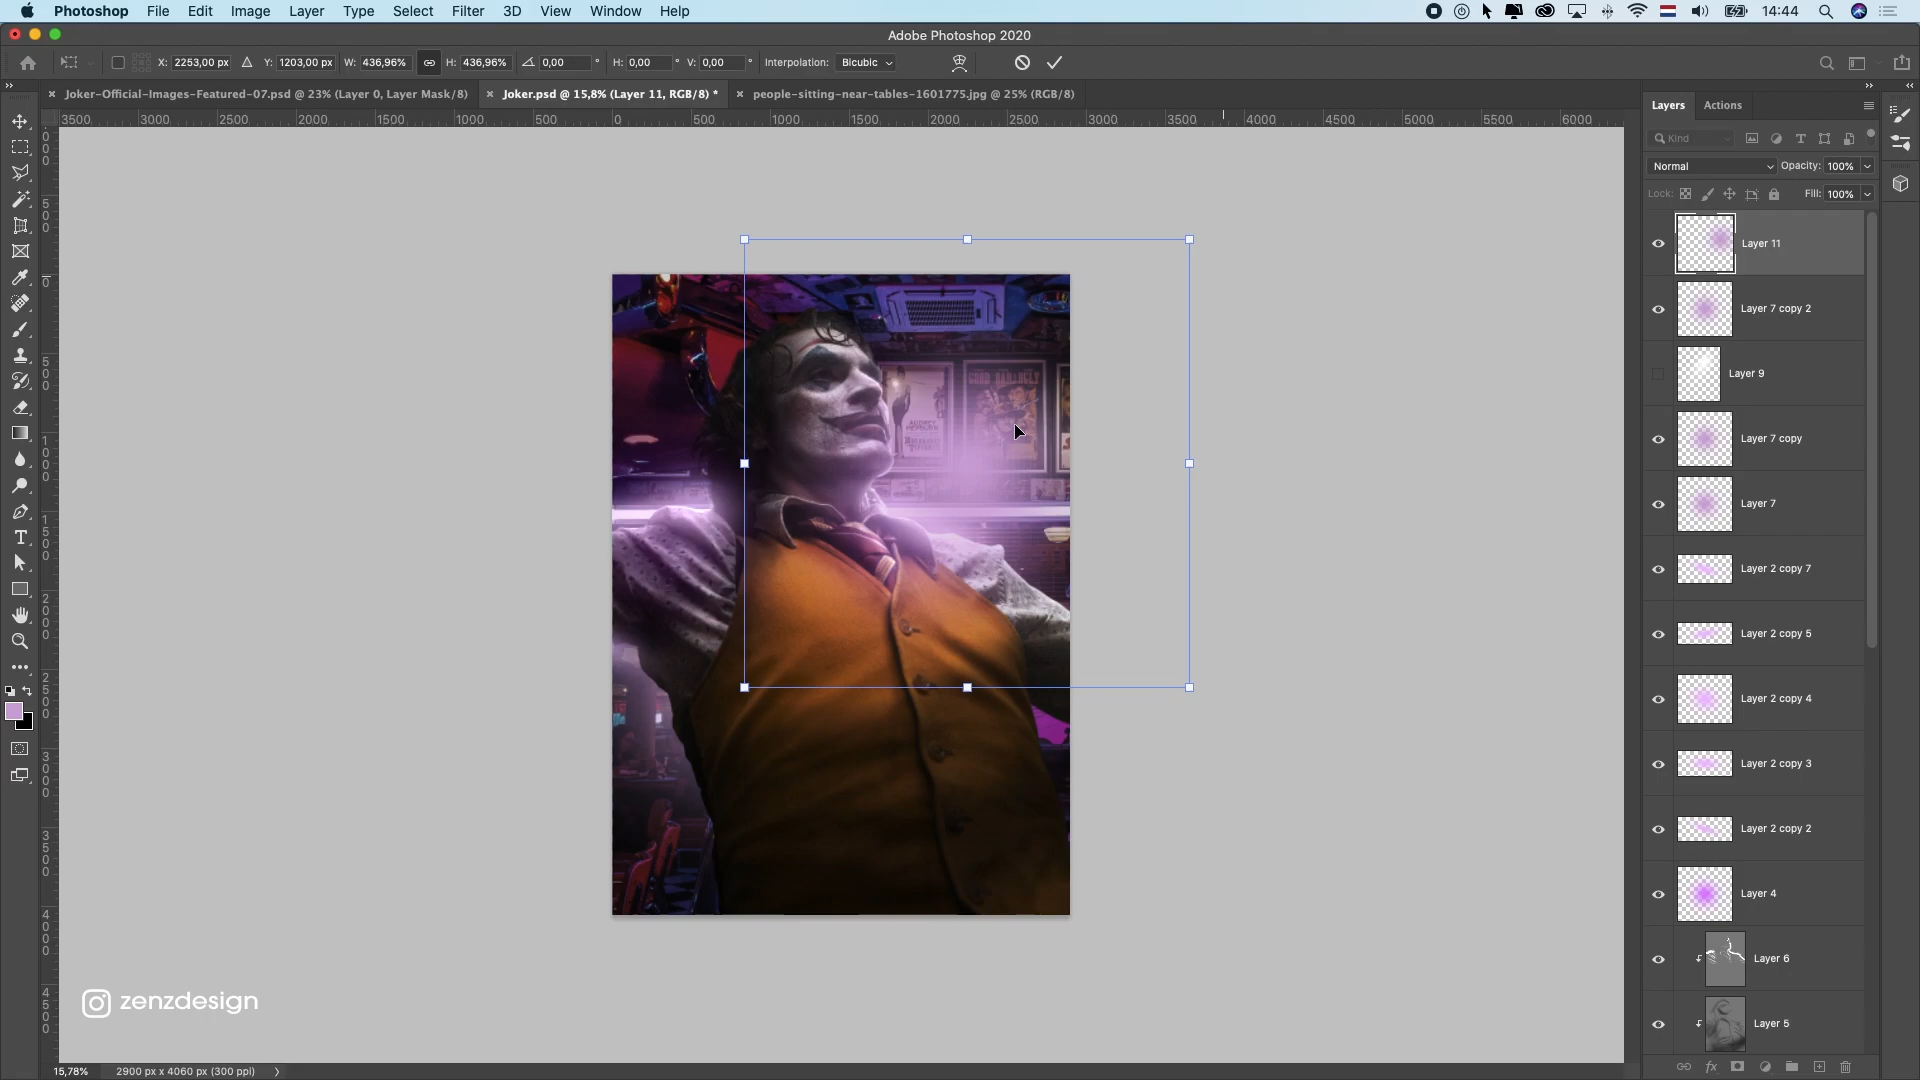 Photoshop File Edit Image Layer Type Select Filter 3D View Window Help 14:44
Adobe Photoshop 2020
X: 2253,00 px Y: 1203,00 px W: 436,96% H: 436,96% 0,00 ° H: 0,00 ° V: 0,00 ° Interpolation: Bicubic
Joker-Official-Images-Featured-07.psd @ 23% (Layer 0, Layer Mask/8) Joker.psd @ 15,8% (Layer 11, RGB/8) * people-sitting-near-tables-1601775.jpg @ 25% (RGB/8)
3500 3000 2500 2000 1500 1000 500 0 500 1000 1500 2000 2500 3000 3500 4000 4500 5000 5500 6000
Layers Actions
Kind
Normal Opacity: 100%
Lock: Fill: 100%
Layer 11
Layer 7 copy 2
Layer 9
Layer 7 copy
Layer 7
Layer 2 copy 7
Layer 2 copy 5
Layer 2 copy 4
Layer 2 copy 3
Layer 2 copy 2
Layer 4
Layer 6
Layer 5
AUDREY
HEPBURN
zenzdesign
15,78% 2900 px x 4060 px (300 ppi)